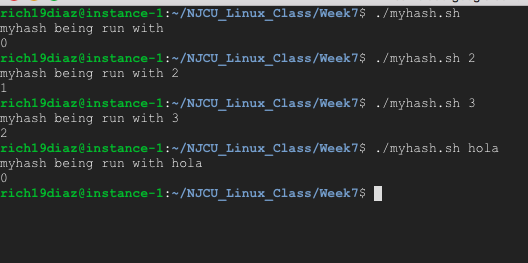 rich19diaz@instance-1:~/NJCU_Linux_Class/Week7$ ./myhash.sh
myhash being run with
0
rich19diaz@instance-1:~/NJCU_Linux_Class/Week7$ ./myhash.sh 2
myhash being run with 2
1
rich19diaz@instance-1:~/NJCU_Linux_Class/Week7$ ./myhash.sh 3
myhash being run with 3
2
rich19diaz@instance-1:~/NJCU_Linux_Class/Week7$ ./myhash.sh hola
myhash being run with hola
0
rich19diaz@instance-1:~/NJCU_Linux_Class/Week7$